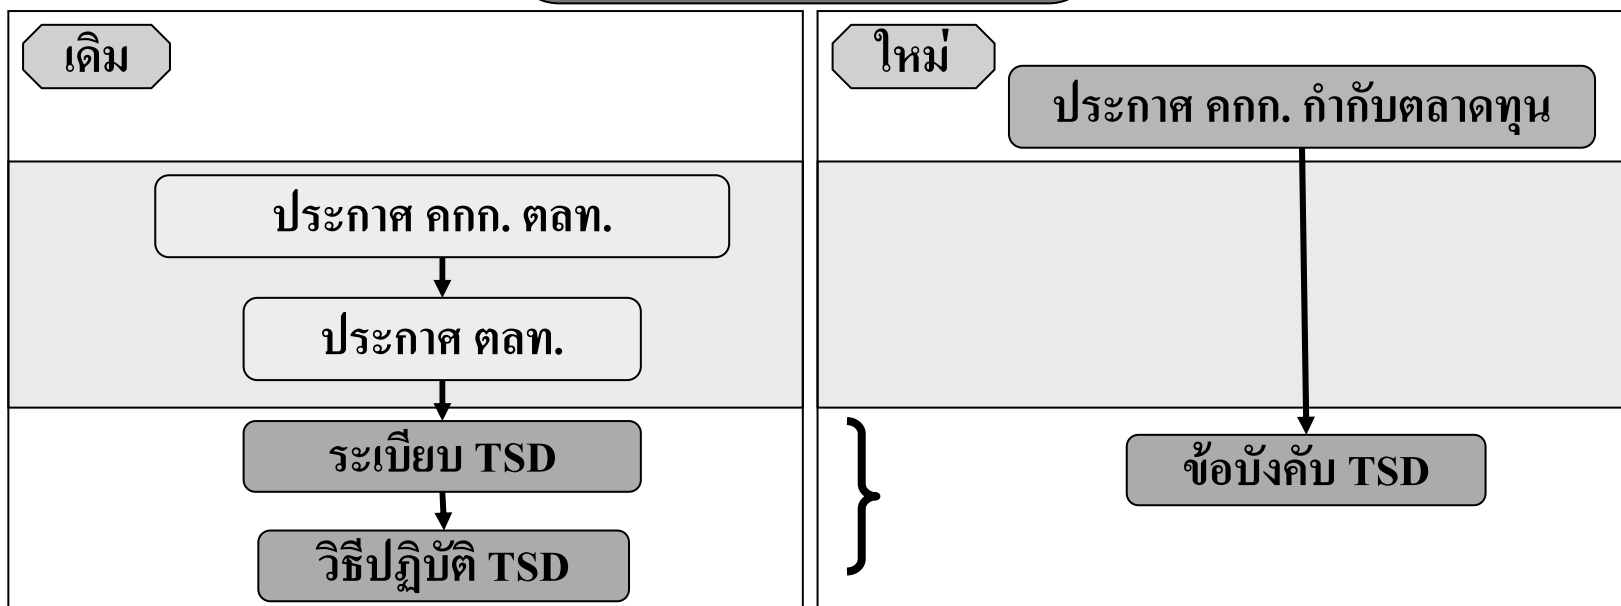 เดิม
ประกาศ คกก. ตลท.
ประกาศ ตลท.
ระเบียบ TSD
วิธีปฏิบัติ TSD
ใหม่
ประกาศ คกก. กำกับตลาดทุน
ข้อบังคับ TSD